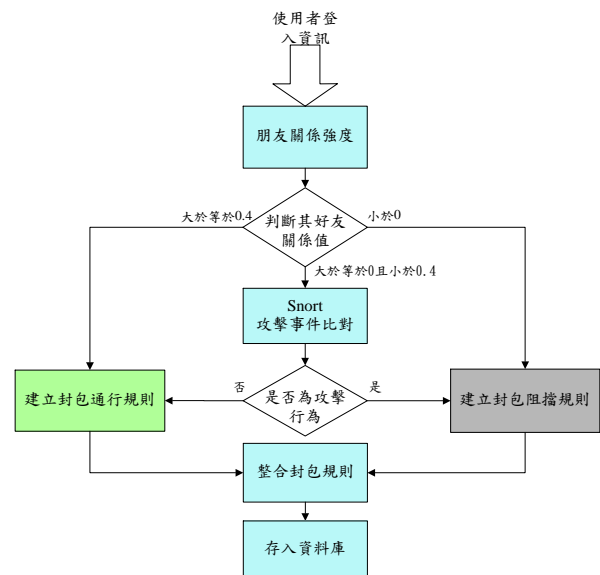 使用者登
入資訊
朋友關係強度
大於等於0.4
判斷其好友
關係值
小於0
大於等於0且小於0.4
Snort
攻擊事件比對
否
是否為攻擊
行為
是
建立封包通行規則
建立封包阻擋規則
整合封包規則
存入資料庫